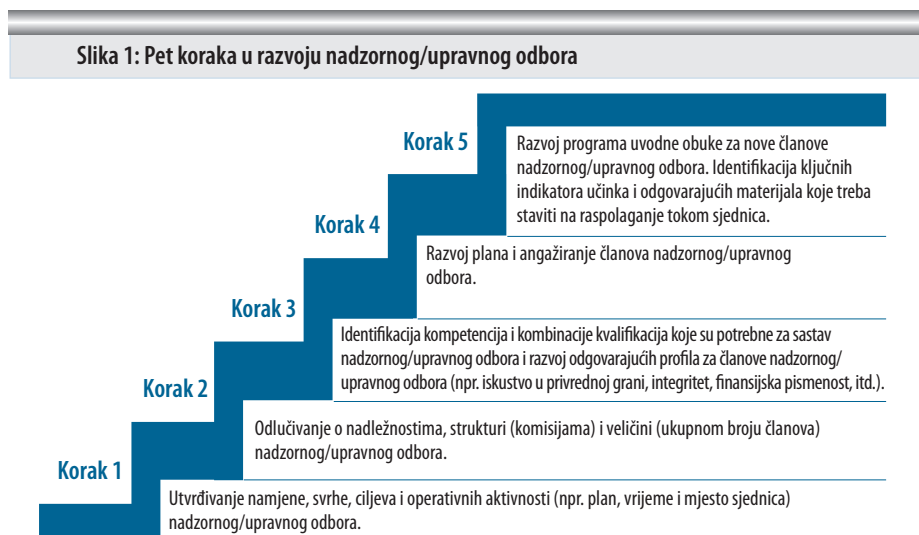 Slika 1: Pet koraka u razvoju nadzornog/upravnog odbora
Korak 5
Razvoj programa uvodne obuke za nove članove
nadzornog/upravnog odbora. Identifikacija ključnih
indikatora učinka i odgovarajućih materijala koje treba
staviti na raspolaganje tokom sjednica.
Korak 4
Razvoj plana i angažiranje članova nadzornog/upravnog
odbora.
Korak 3
Identifikacija kompetencija i kombinacije kvalifikacija koje su potrebne za sastav
nadzornog/upravnog odbora i razvoj odgovarajućih profila za članove nadzornog/
upravnog odbora (npr. iskustvo u privrednoj grani, integritet, finansijska pismenost, itd.).
Korak 2
Odlučivanje o nadležnostima, strukturi (komisijama) i veličini (ukupnom broju članova)
nadzornog/upravnog odbora.
Korak 1
Utvrđivanje namjene, svrhe, ciljeva i operativnih aktivnosti (npr. plan, vrijeme i mjesto sjednica)
nadzornog/upravnog odbora.